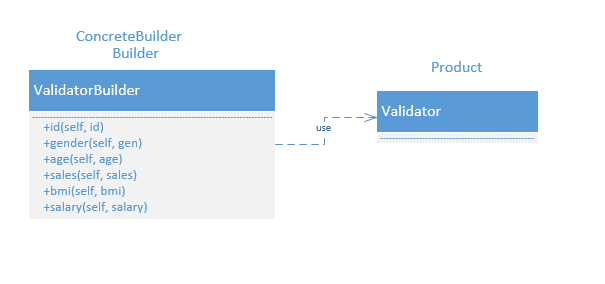 ConcreteBuilder
Builder
ValidatorBuilder
+id(self, id)
+gender(self, gen)
+age(self, age)
+sales(self, sales)
+bmi(self, bmi)
+salary(self, salary)
use
Product
Validator